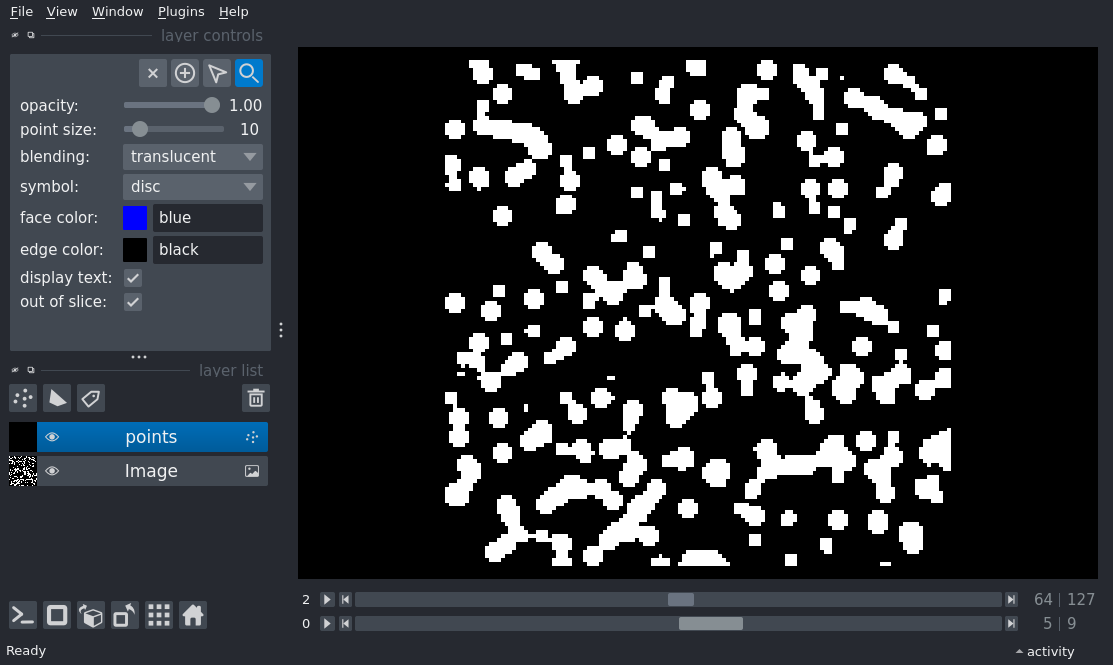 File View Window Plugins Help
layer controls
opacity: 1.00
point size: 10
blending: translucent
symbol: disc
face color: blue
edge color: black
display text:
out of slice:
layer list
points
Image
2 64 | 127
0 5 | 9
Ready activity